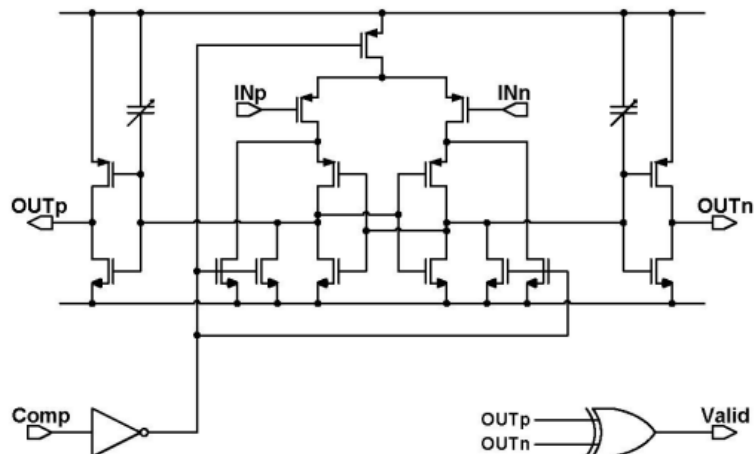 INp
INn
OUTp
OUTn
Comp
OUTp
OUTn
Valid